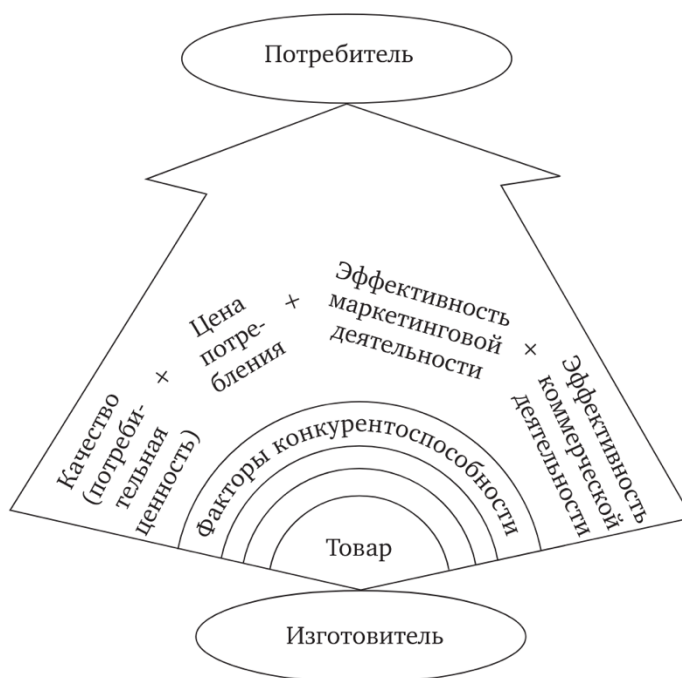 Потребитель
Качество
(потреби-
тельная
ценность)
+
Цена
потре-
бления
+
Эффективность
маркетинговой
деятельности
+
Эффективность
коммерческой
деятельности
Факторы конкурентоспособности
Товар
Изготовитель